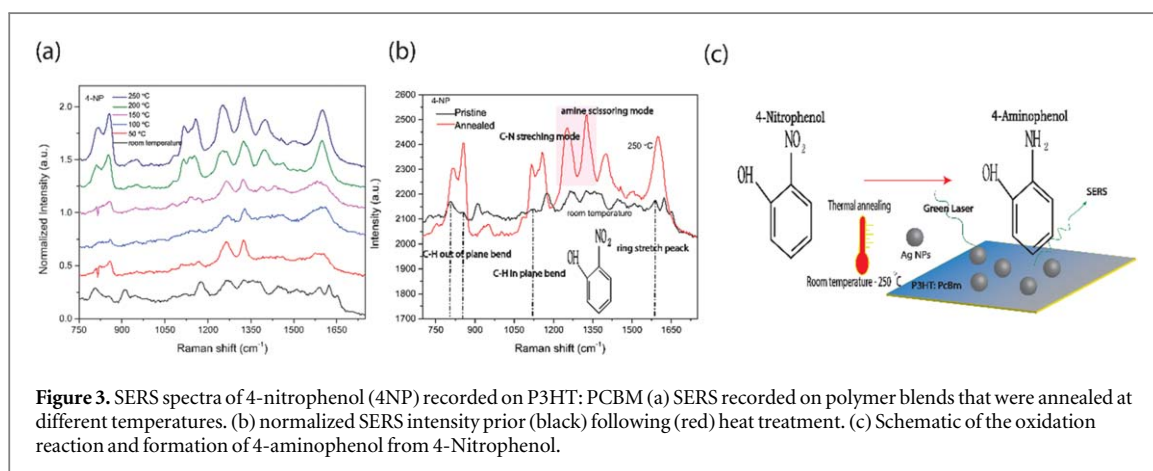 (a)
4-NP
250 °C
200 °C
150 °C
100 °C
50 °C
room temperature
2.0
1.5
1.0
0.5
0.0
Normalized Intensity (a.u.)
750 900 1050 1200 1350 1500 1650
Raman shift (cm-1)
(b)
4-NP
Pristine
Annealed
amine scissoring mode
C-N streching mode
250 °C
room temperature
NO2
OH
ring stretch peack
C-H out of plane bend
C-H in plane bend
2600
2500
2400
2300
2200
2100
2000
1900
1800
1700
Intensity (a.u.)
750 900 1050 1200 1350 1500 1650
Raman shift (cm-1)
(c)
4-Nitrophenol
NO2
OH
4-Aminophenol
NH2
OH
SERS
Thermal annealing
Green Laser
Ag NPs
Room temperature - 250 °C
P3HT: PcBm
Figure 3. SERS spectra of 4-nitrophenol (4NP) recorded on P3HT: PCBM (a) SERS recorded on polymer blends that were annealed at
different temperatures. (b) normalized SERS intensity prior (black) following (red) heat treatment. (c) Schematic of the oxidation
reaction and formation of 4-aminophenol from 4-Nitrophenol.